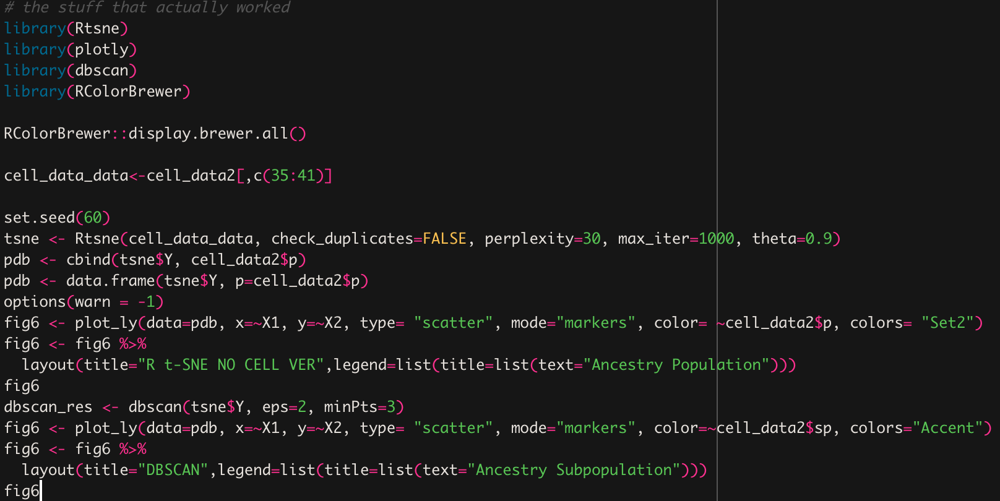 # the stuff that actually worked
library(Rtsne)
library(plotly)
library(dbscan)
library(RColorBrewer)

RColorBrewer::display.brewer.all()

cell_data_data<-cell_data2[,c(35:41)]

set.seed(60)
tsne <- Rtsne(cell_data_data, check_duplicates=FALSE, perplexity=30, max_iter=1000, theta=0.9)
pdb <- cbind(tsne$Y, cell_data2$p)
pdb <- data.frame(tsne$Y, p=cell_data2$p)
options(warn = -1)
fig6 <- plot_ly(data=pdb, x=~X1, y=~X2, type= "scatter", mode="markers", color= ~cell_data2$p, colors= "Set2")
fig6 <- fig6 %>%
  layout(title="R t-SNE NO CELL VER",legend=list(title=list(text="Ancestry Population")))
fig6
dbscan_res <- dbscan(tsne$Y, eps=2, minPts=3)
fig6 <- plot_ly(data=pdb, x=~X1, y=~X2, type= "scatter", mode="markers", color=~cell_data2$sp, colors="Accent")
fig6 <- fig6 %>%
  layout(title="DBSCAN",legend=list(title=list(text="Ancestry Subpopulation")))
fig6